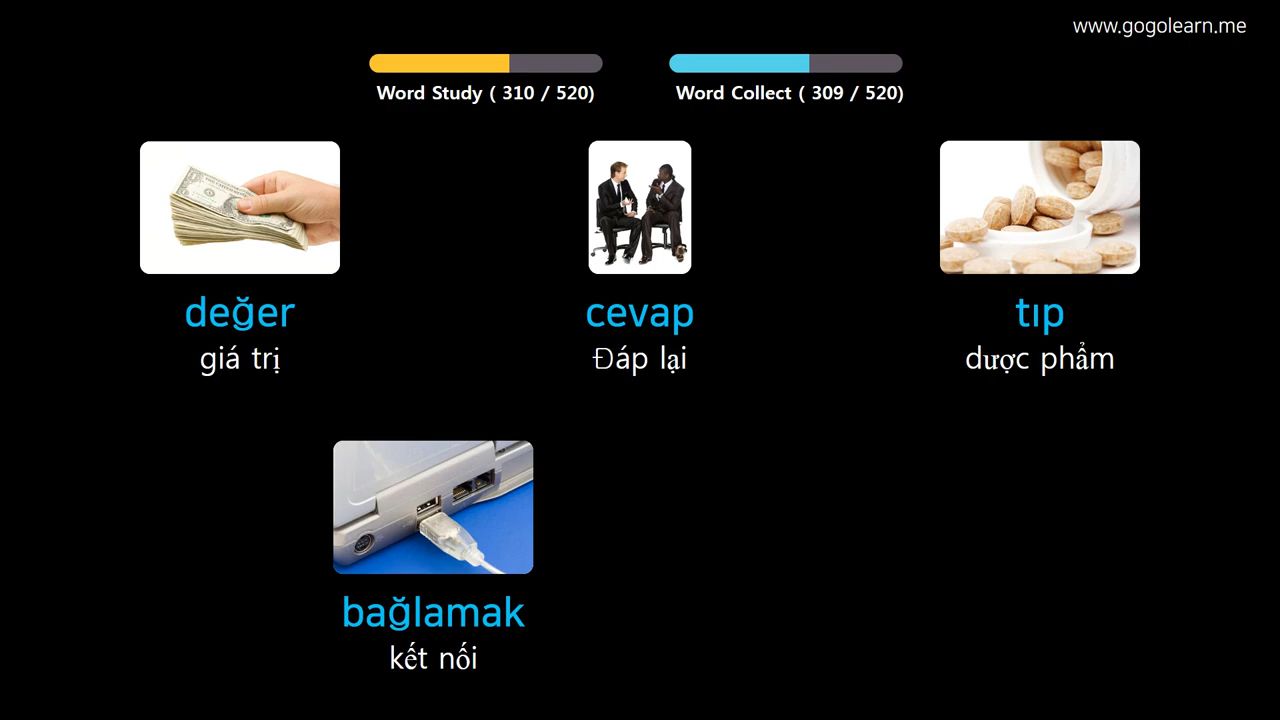 www.gogolearn.me
Word Study ( 310 / 520)
Word Collect ( 309 / 520)
değer
giá trị
cevap
Đáp lại
tıp
dược phẩm
bağlamak
kết nối